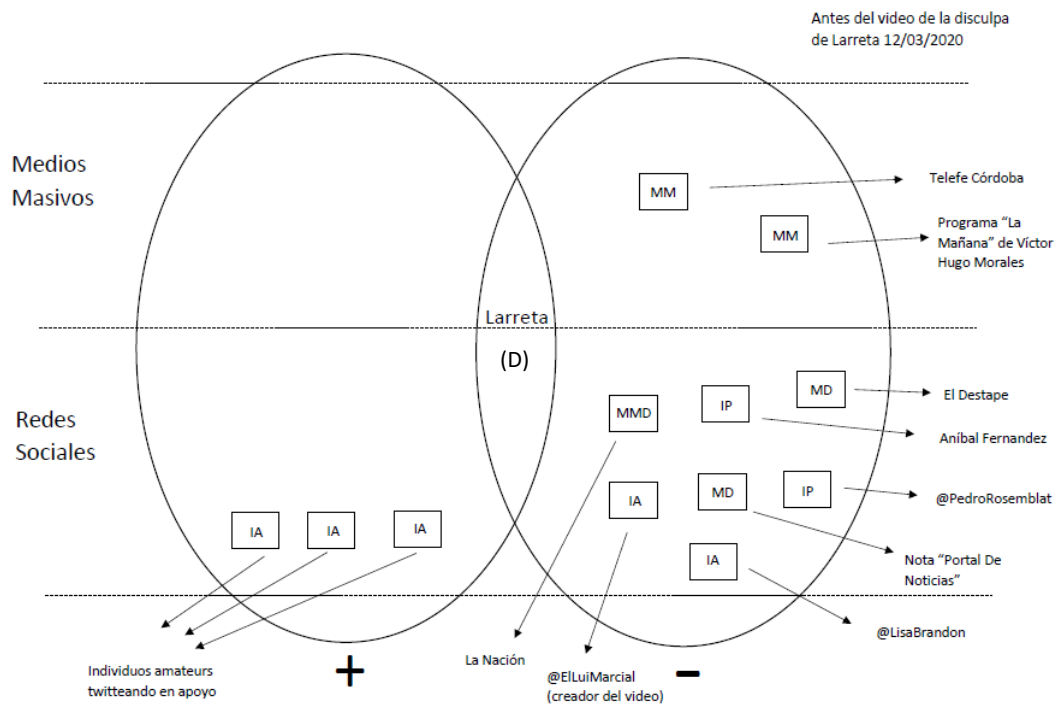 Antes del video de la disculpa
de Larreta 12/03/2020
Medios
Masivos
MM
Telefe Córdoba
MM
Programa “La
Mañana” de Víctor
Hugo Morales
Larreta
(D)
Redes
Sociales
MMD
IP
MD
El Destape
Aníbal Fernandez
IA
MD
IP
@PedroRosemblat
IA
IA
IA
IA
Nota “Portal De
Noticias”
@LisaBrandon
Individuos amateurs
twitteando en apoyo
+
La Nación
@ElLuiMarcial
(creador del video)
-